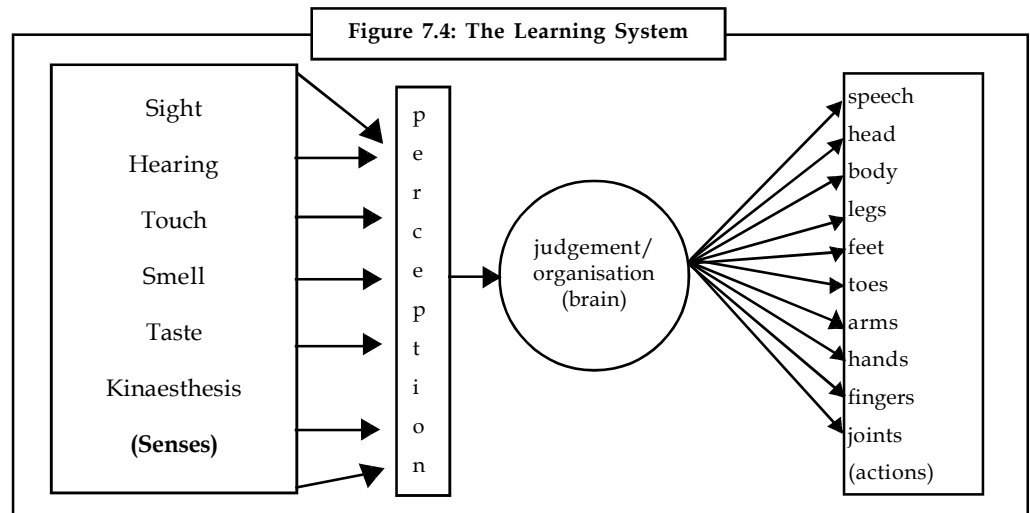 Figure 7.4: The Learning System
Sight
Hearing
Touch
Smell
Taste
Kinaesthesis
(Senses)
p
e
r
c
e
p
t
i
o
n
judgement/
organisation
(brain)
speech
head
body
legs
feet
toes
arms
hands
fingers
joints
(actions)